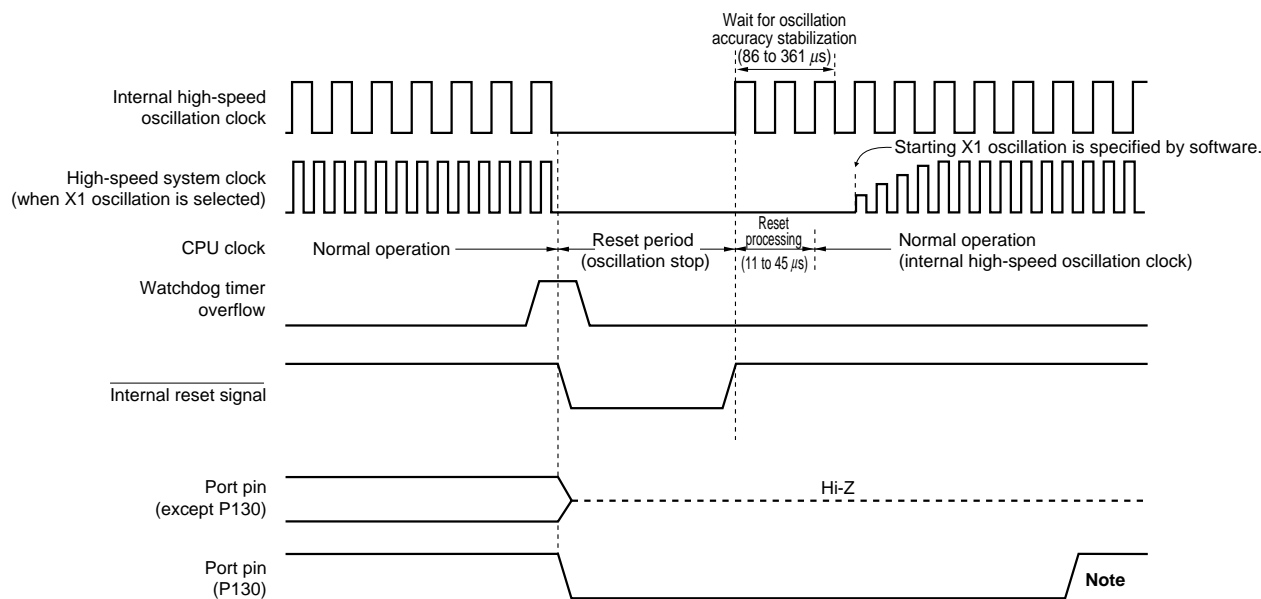 Wait for oscillation
accuracy stabilization
(86 to 361 μs)
Internal high-speed
oscillation clock
Starting X1 oscillation is specified by software.
High-speed system clock
(when X1 oscillation is selected)
CPU clock
Normal operation
Reset period
(oscillation stop)
Reset
processing
(11 to 45 μs)
Normal operation
(internal high-speed oscillation clock)
Watchdog timer
overflow
Internal reset signal
Port pin
(except P130)
Hi-Z
Port pin
(P130)
Note